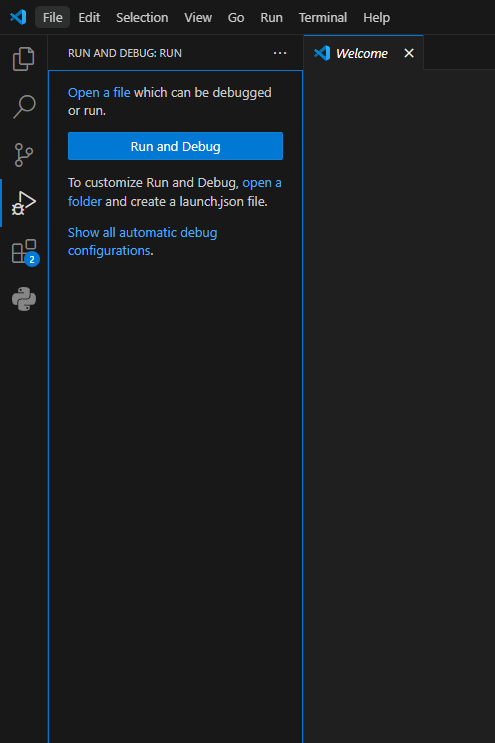 File Edit Selection View Go Run Terminal Help
RUN AND DEBUG: RUN ···
Welcome
Open a file which can be debugged
or run.
Run and Debug
To customize Run and Debug, open a
folder and create a launch.json file.
Show all automatic debug
configurations.
2